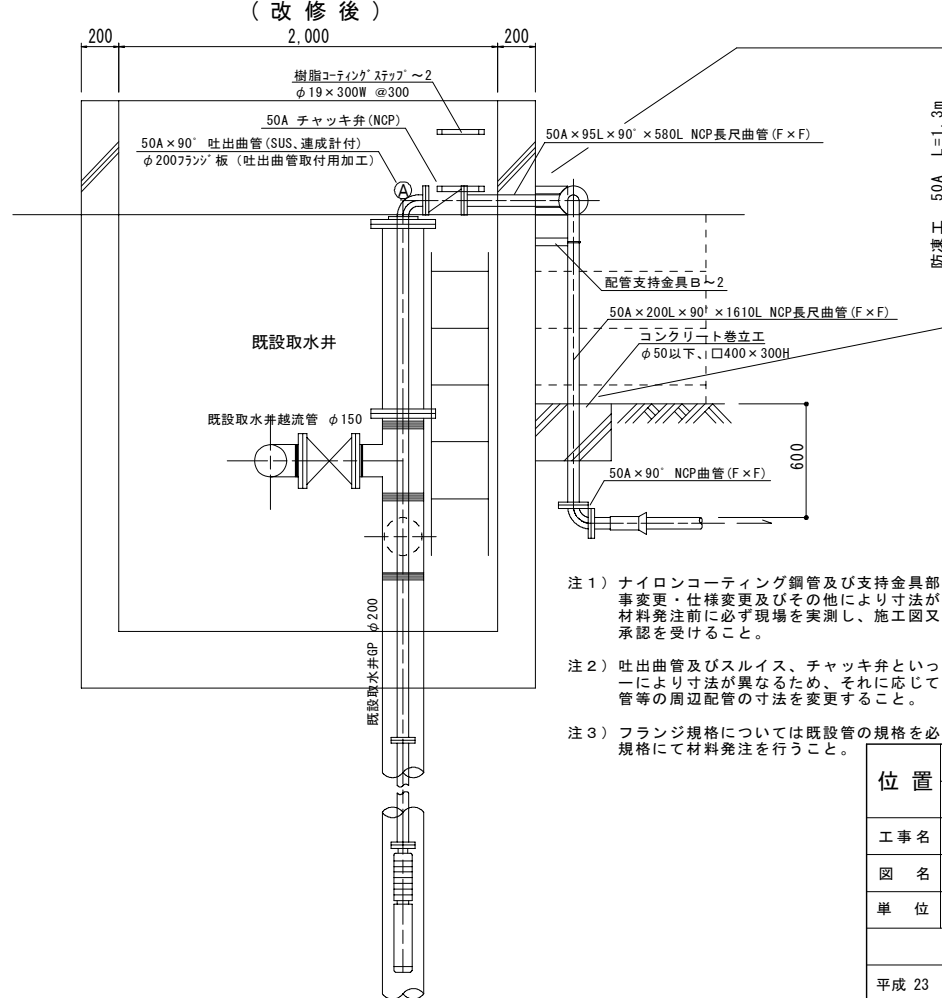 （改修後）
200
2,000
200
樹脂コーティングステップ～2
φ19×300W @300
50A チャッキ弁(NCP)
50A×90° 吐出曲管(SUS､連成計付)
φ200フランジ板（吐出曲管取付用加工）
A
50A×95L×90°×580L NCP長尺曲管(F×F)
防凍工 50A L=1.3m
配管支持金具B～2
50A×200L×90°×1610L NCP長尺曲管(F×F)
コンクリート巻立工
φ50以下､□400×300H
既設取水井
既設取水井越流管 φ150
600
50A×90° NCP曲管(F×F)
既設取水井GP φ200
注１）ナイロンコーティング鋼管及び支持金具部
事変更・仕様変更及びその他により寸法が
材料発注前に必ず現場を実測し、施工図又
承認を受けること。
注２）吐出曲管及びスルイス、チャッキ弁といっ
ーにより寸法が異なるため、それに応じて
管等の周辺配管の寸法を変更すること。
注３）フランジ規格については既設管の規格を必
規格にて材料発注を行うこと。
位置
工事名
図名
単位
平成 23